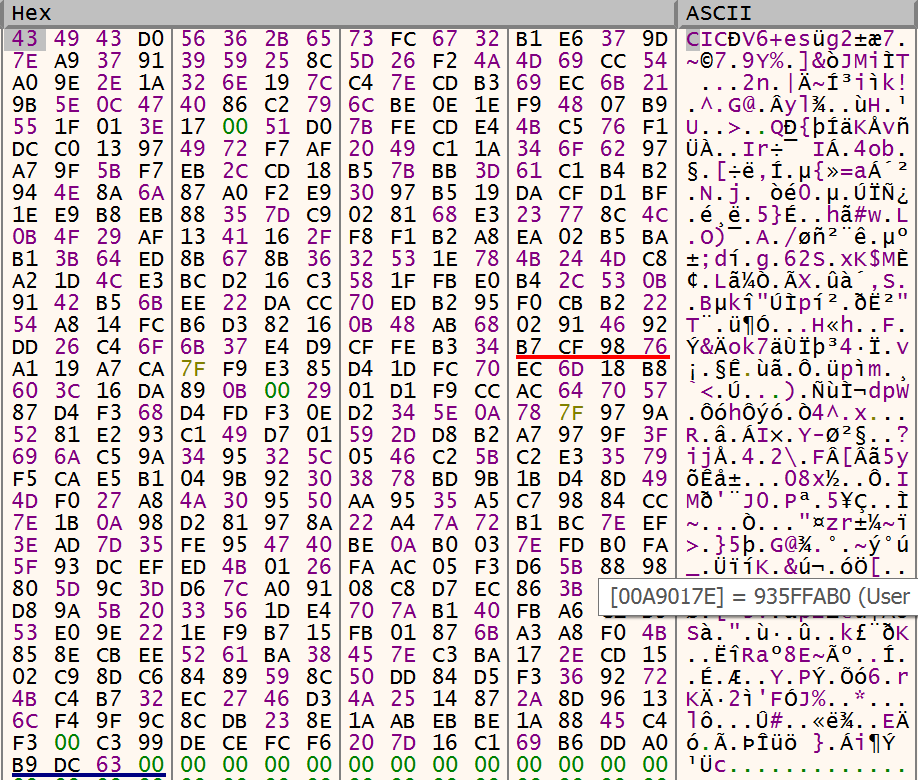 Hex ASCII
43 49 43 D0 56 36 2B 65 73 FC 67 32 B1 E6 37 9D CICÐV6+esüg2±æ7.
7E A9 37 91 39 59 25 8C 5D 26 F2 4A 4D 69 CC 54 ~©7.9Y%.]&òJMiÌT
A0 9E 2E 1A 32 6E 19 7C C4 7E CD B3 69 EC 6B 21  ...2n.|Ä~Í³iìk!
9B 5E 0C 47 40 86 C2 79 6C BE 0E 1E F9 48 07 B9 .^.G@.Âyl¾..ùH.¹
55 1F 01 3E 17 00 51 D0 7B FE CD E4 4B C5 76 F1 U..>..QÐ{þÍäKÅvñ
DC C0 13 97 49 72 F7 AF 20 49 C1 1A 34 6F 62 97 ÜÀ..Ir÷¯ IÁ.4ob.
A7 9F 5B F7 EB 2C CD 18 B5 7B BB 3D 61 C1 B4 B2 §.[÷ë,Í.µ{»=aÁ´²
94 4E 8A 6A 87 A0 F2 E9 30 97 B5 19 DA CF D1 BF .N.j. òé0.µ.ÚÏÑ¿
1E E9 B8 EB 88 35 7D C9 02 81 68 E3 23 77 8C 4C .é¸ë.5}É..hã#w.L
0B 4F 29 AF 13 41 16 2F F8 F1 B2 A8 EA 02 B5 BA .O)¯.A./øñ²¨ê.µº
B1 3B 64 ED 8B 67 8B 36 32 53 1E 78 4B 24 4D C8 ±;dí.g.62S.xK$MÈ
A2 1D 4C E3 BC D2 16 C3 58 1F FB E0 B4 2C 53 0B ¢.Lã¼Ò.ÃX.ûà´,S.
91 42 B5 6B EE 22 DA CC 70 ED B2 95 F0 CB B2 22 .Bµkî"ÚÌpí².ðË²"
54 A8 14 FC B6 D3 82 16 0B 48 AB 68 02 91 46 92 T¨.ü¶Ó...H«h..F.
DD 26 C4 6F 6B 37 E4 D9 CF FE B3 34 B7 CF 98 76 Ý&Äok7äÙÏþ³4·Ï.v
A1 19 A7 CA 7F F9 E3 85 D4 1D FC 70 EC 6D 18 B8 ¡.§Ê.ùã.Ô.üpìm.¸
60 3C 16 DA 89 0B 00 29 01 D1 F9 CC AC 64 70 57 `<.Ú...).ÑùÌ¬dpW
87 D4 F3 68 D4 FD F3 0E D2 34 5E 0A 78 7F 97 9A .ÔóhÔýó.Ò4^.x...
52 81 E2 93 C1 49 D7 01 59 2D D8 B2 A7 97 9F 3F R.â.ÁI×.Y-Ø²§..?
69 6A C5 9A 34 95 32 5C 05 46 C2 5B C2 E3 35 79 ijÅ.4.2\.FÂ[Âã5y
F5 CA E5 B1 04 9B 92 30 38 78 BD 9B 1B D4 8D 49 õÊå±...08x½..Ô.I
4D F0 27 A8 4A 30 95 50 AA 95 35 A5 C7 98 84 CC Mð'¨J0.Pª.5¥Ç..Ì
7E 1B 0A 98 D2 81 97 8A 22 A4 7A 72 B1 BC 7E EF ~...Ò..."¤zr±¼~ï
3E AD 7D 35 FE 95 47 40 BE 0A B0 03 7E FD B0 FA >.}5þ.G@¾.°.~ý°ú
5F 93 DC EF ED 4B 01 26 FA AC 05 F3 D6 5B 88 98 _.ÜïíK.&ú¬.óÖ[..
80 5D 9C 3D D6 7C A0 91 08 C8 D7 EC 86 3B
[00A9017E] = 935FFAB0 (User
D8 9A 5B 20 33 56 1D E4 70 7A B1 40 FB A6
53 E0 9E 22 1E F9 B7 15 FB 01 87 6B A3 A8 F0 4B Sà.".ù·.û..k£¨ðK
85 8E CB EE 52 61 BA 38 45 7E C3 BA 17 2E CD 15 ..ËîRaº8E~Ãº..Í.
02 C9 8D C6 84 89 59 8C 50 DD 84 D5 F3 36 92 72 .É.Æ..Y.PÝ.Õó6.r
4B C4 B7 32 EC 27 46 D3 4A 25 14 87 2A 8D 96 13 KÄ·2ì'FÓJ%..*...
6C F4 9F 9C 8C DB 23 8E 1A AB EB BE 1A 88 45 C4 lô...Û#..«ë¾..EÄ
F3 00 C3 99 DE CE FC F6 20 7D 16 C1 69 B6 DD A0 ó.Ã.ÞÎüö }.Ái¶Ý 
B9 DC 63 00 00 00 00 00 00 00 00 00 00 00 00 00 ¹Üc.............